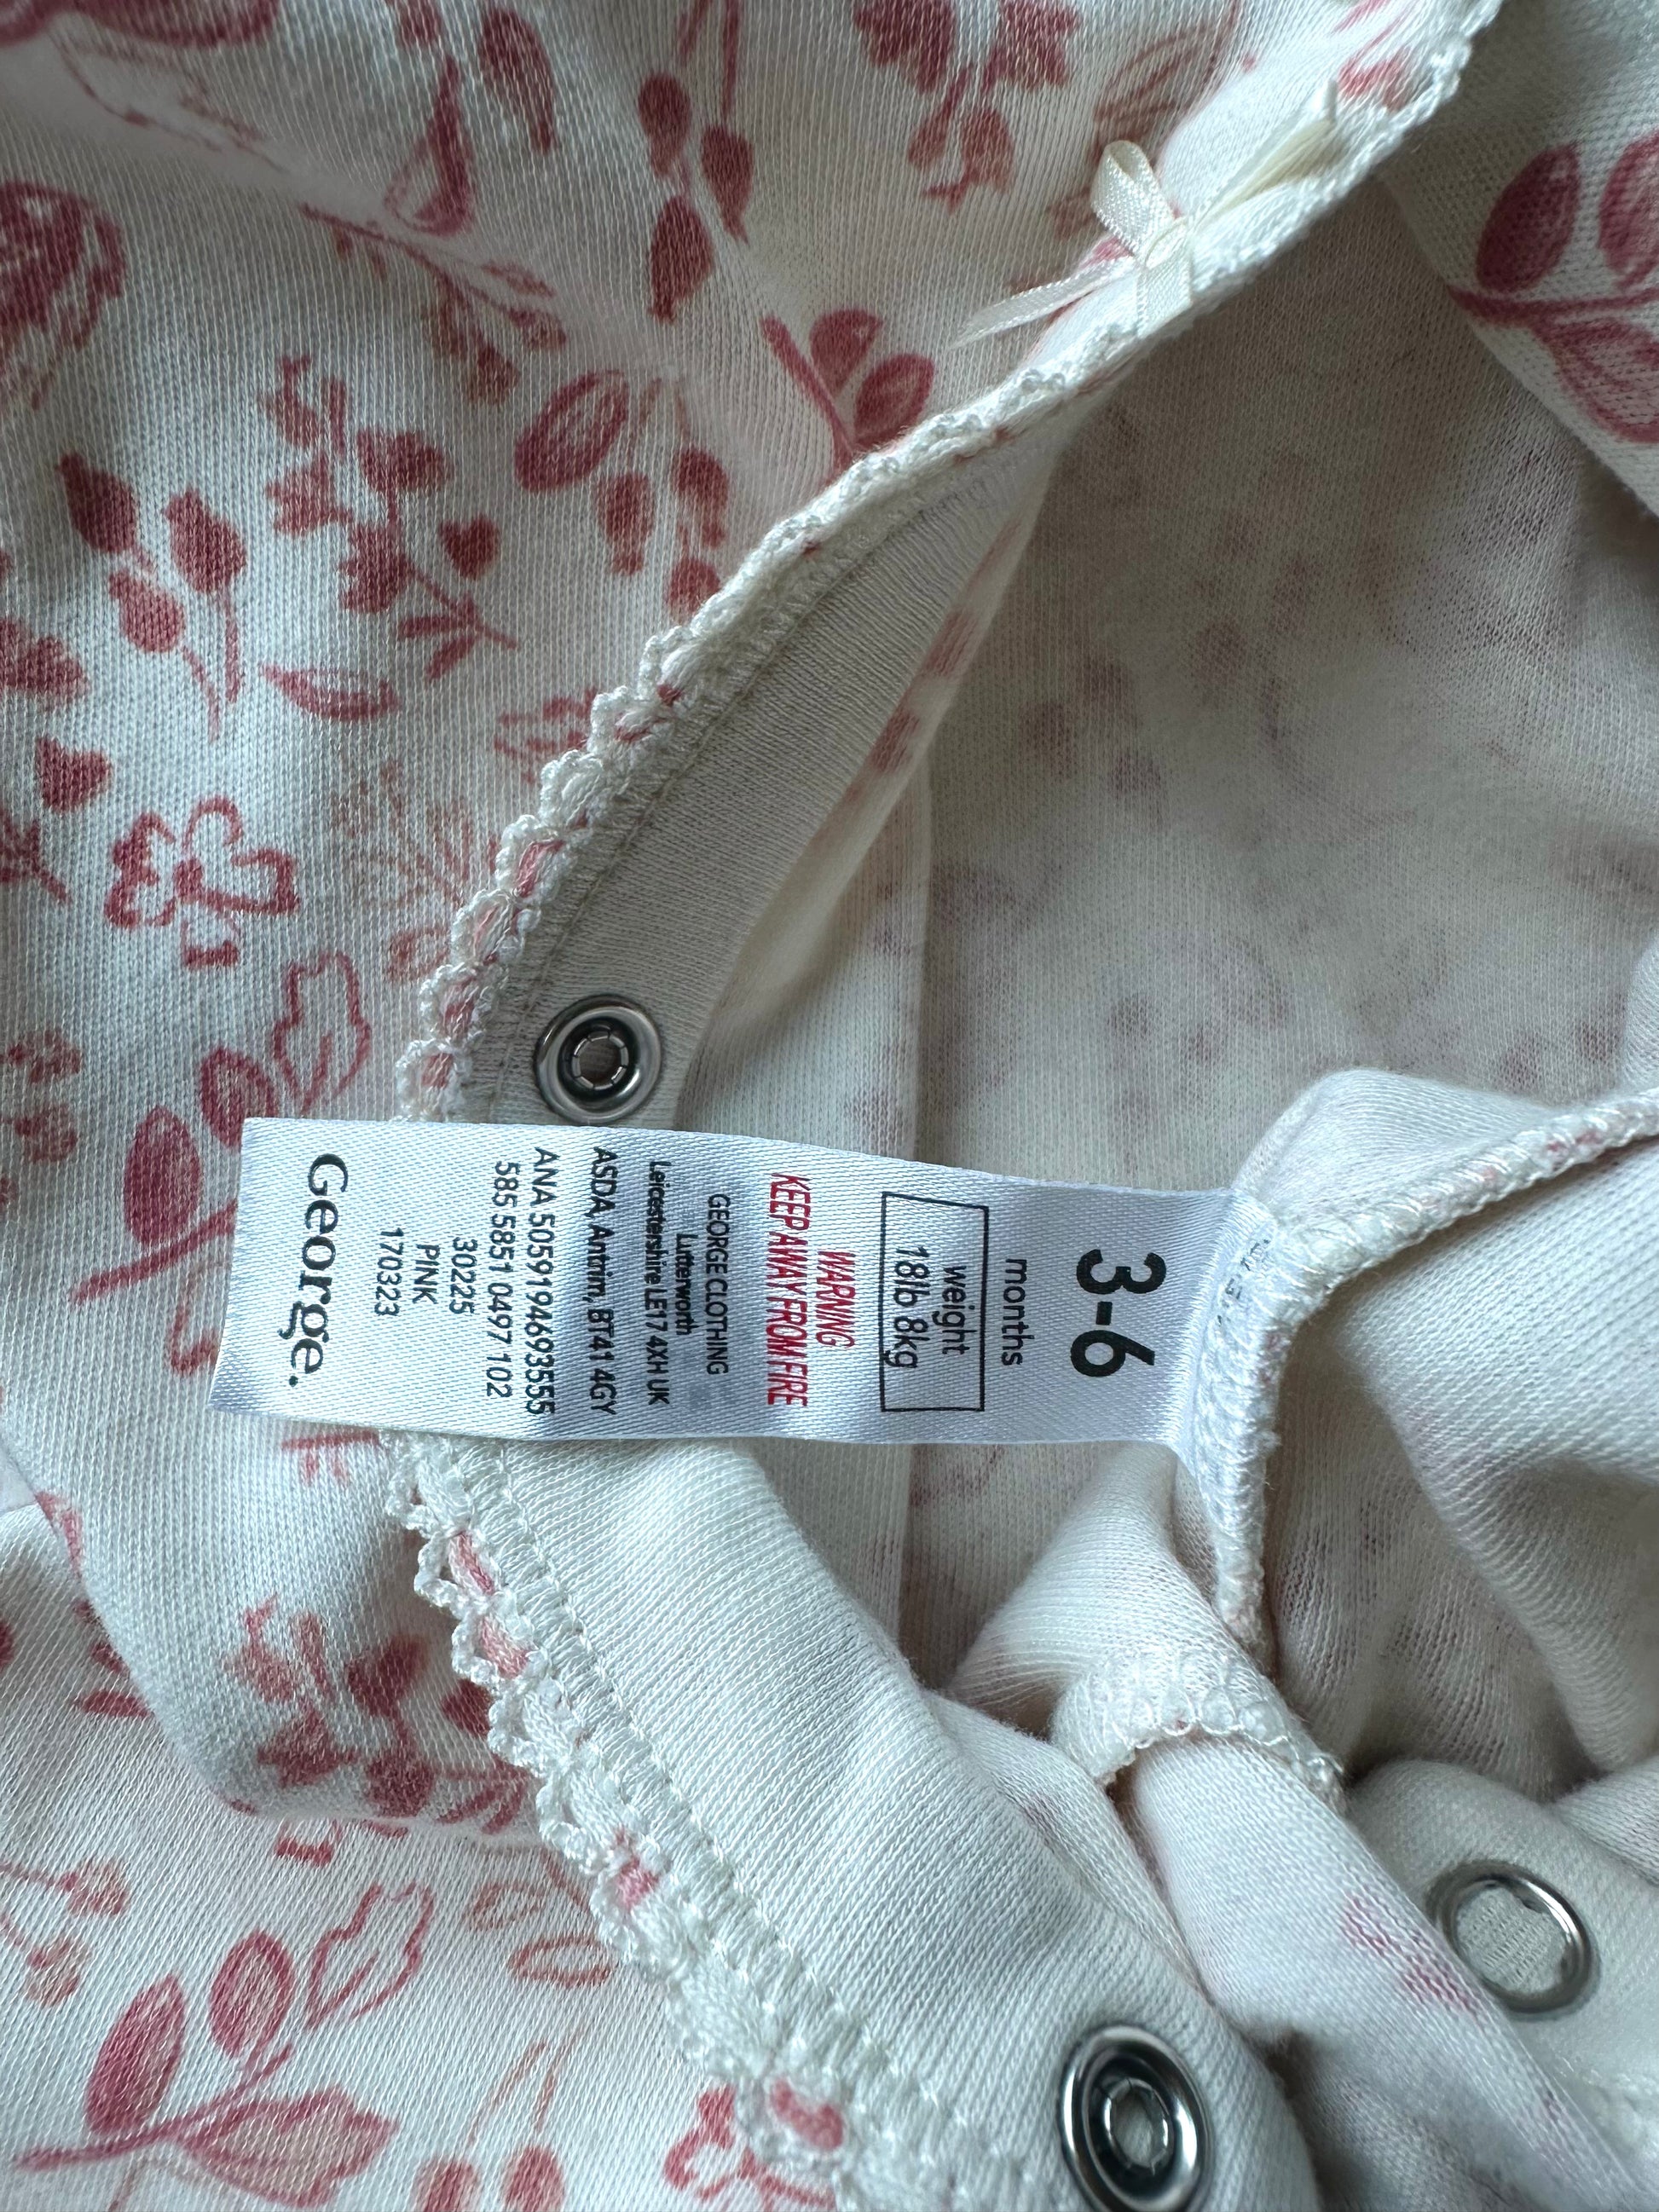 3-6
months
weight
18lb 8kg
WARNING
KEEP AWAY FROM FIRE
GEORGE CLOTHING
Lutterworth
Leicestershire LE17 4XH UK
ASDA, Antrim, BT41 4GY
ANA 5059194693555
585 5851 0497 102
30225
PINK
170323
George.